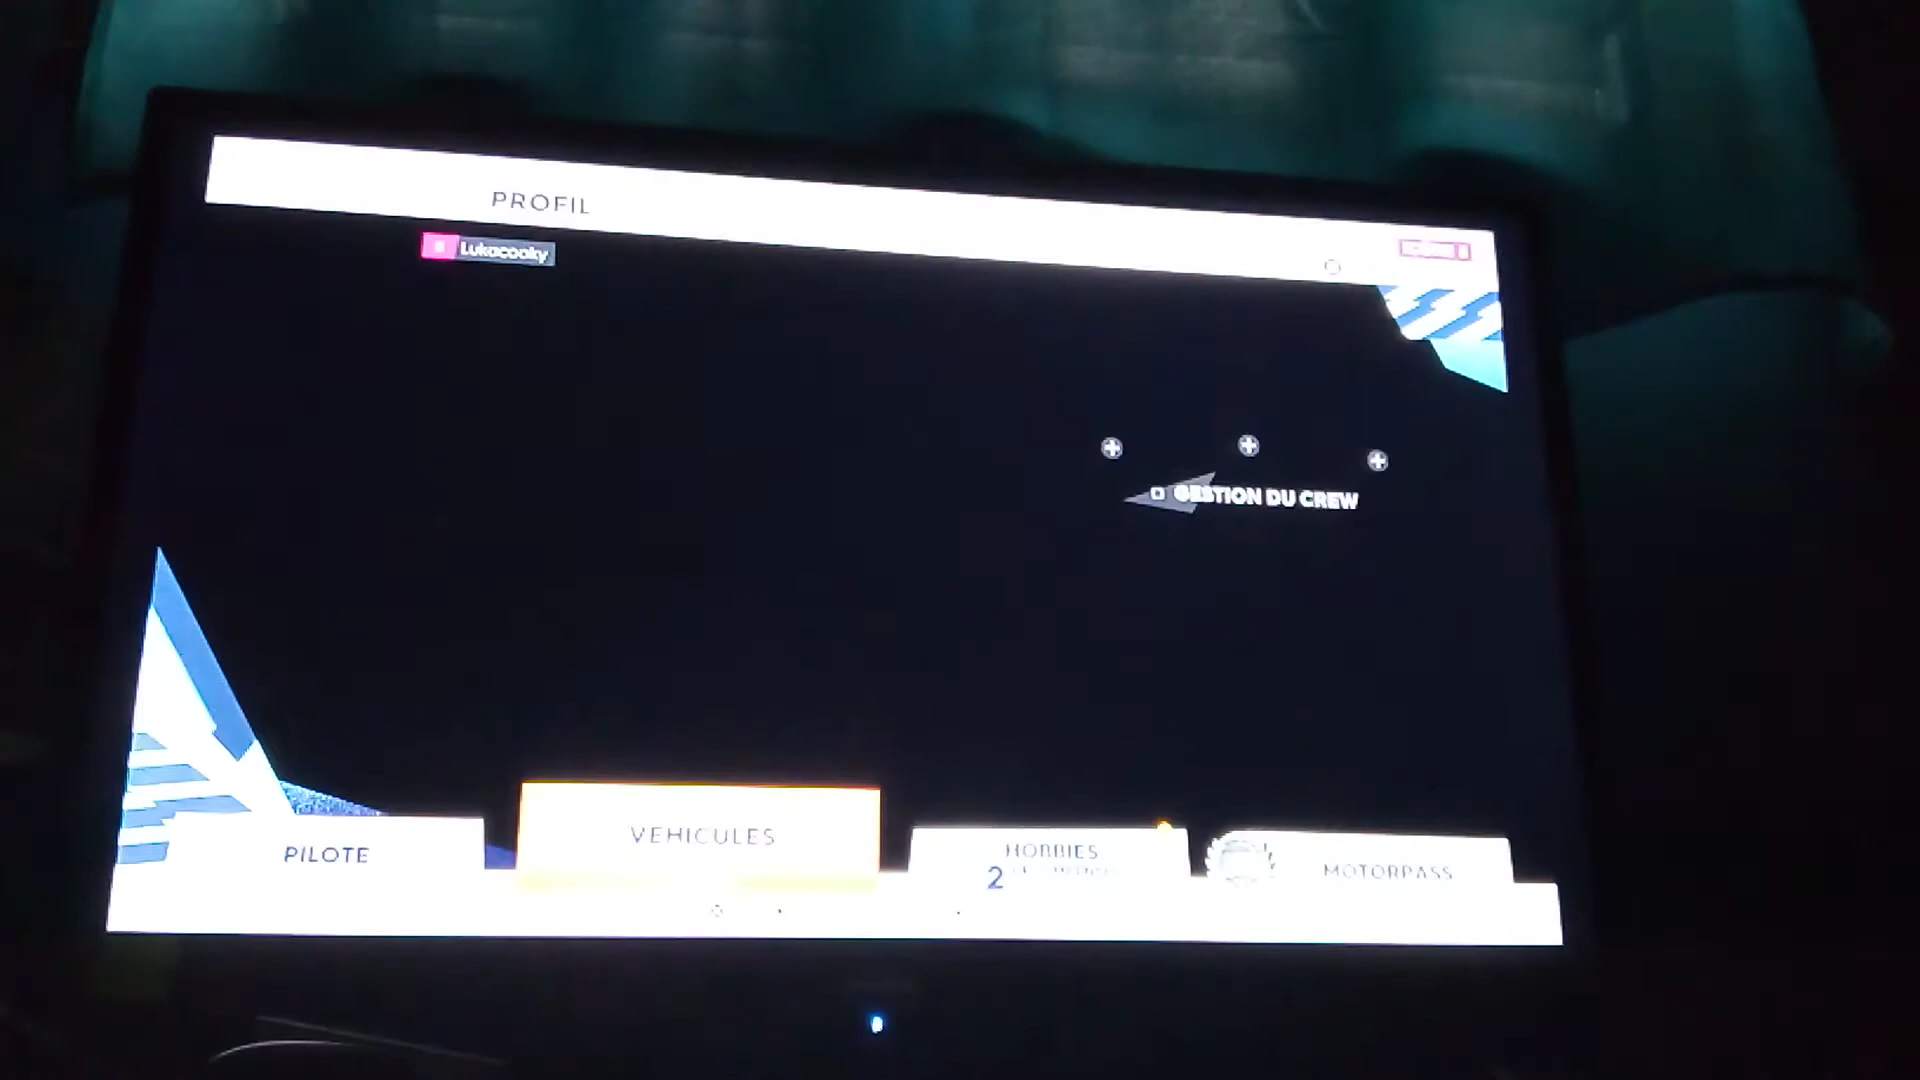 PROFIL
Lukacooky
GESTION DU CREW
PILOTE
VEHICULES
HOBBIES
2
MOTORPASS